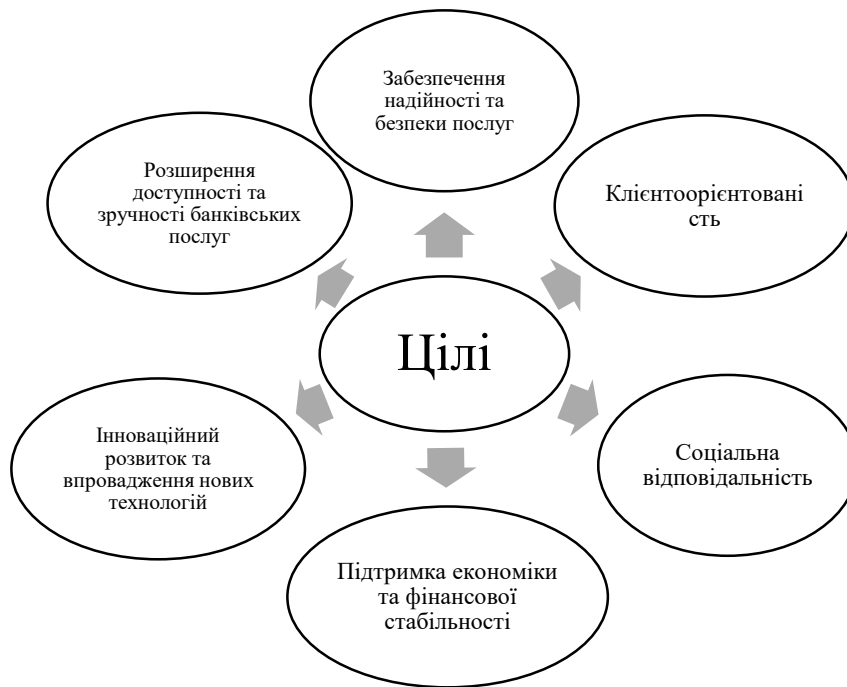 Забезпечення
надійності та
безпеки послуг
Розширення
доступності та
зручності банківських
послуг
Клієнтоорієнтовані
сть
Цілі
Інноваційний
розвиток та
впровадження нових
технологій
Соціальна
відповідальність
Підтримка економіки
та фінансової
стабільності